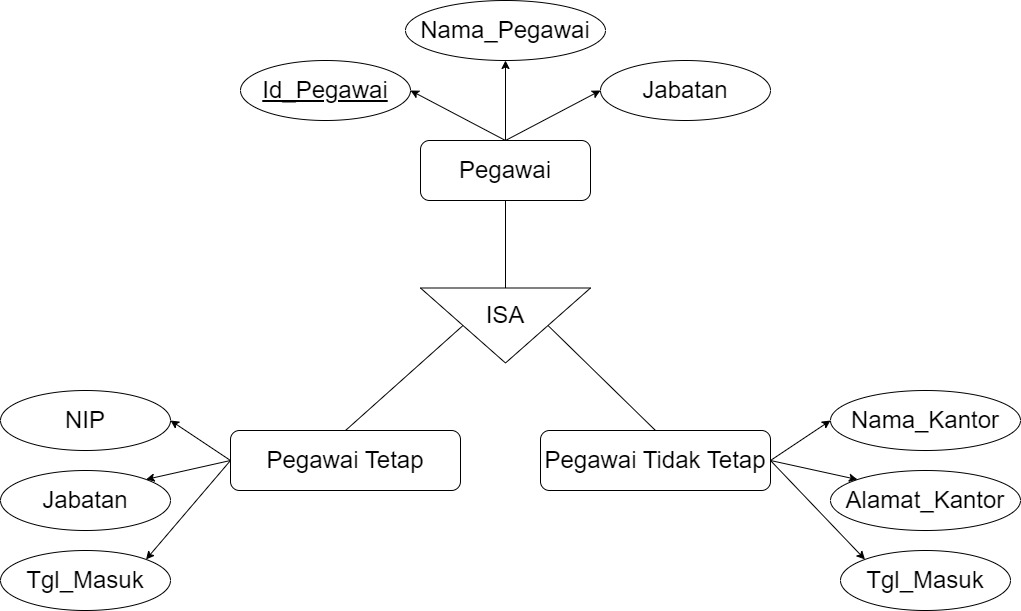 Nama_Pegawai
Id_Pegawai
Jabatan
Pegawai
ISA
Pegawai Tetap
NIP
Jabatan
Tgl_Masuk
Pegawai Tidak Tetap
Nama_Kantor
Alamat_Kantor
Tgl_Masuk